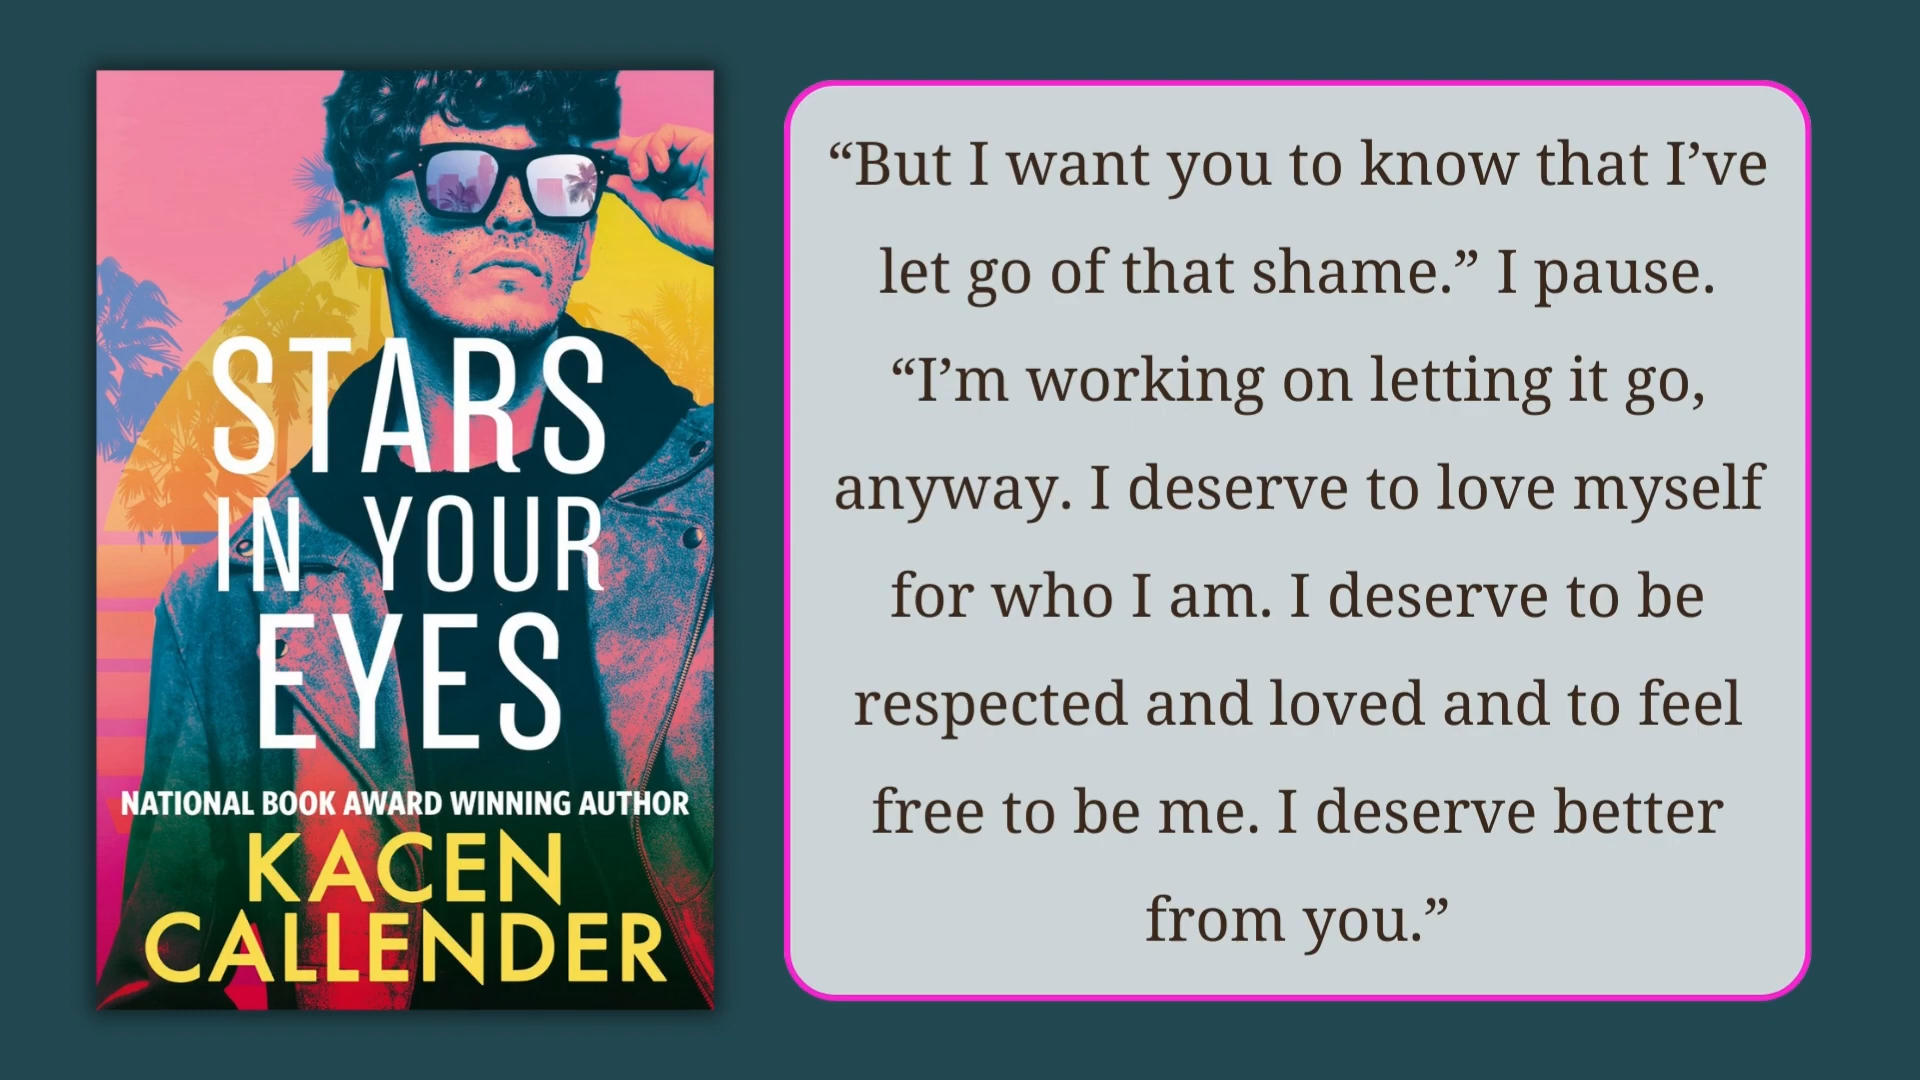 STARS
IN YOUR
EYES
NATIONAL BOOK AWARD WINNING AUTHOR
KACEN
CALLENDER
“But I want you to know that I’ve
let go of that shame.” I pause.
“I’m working on letting it go,
anyway. I deserve to love myself
for who I am. I deserve to be
respected and loved and to feel
free to be me. I deserve better
from you.”